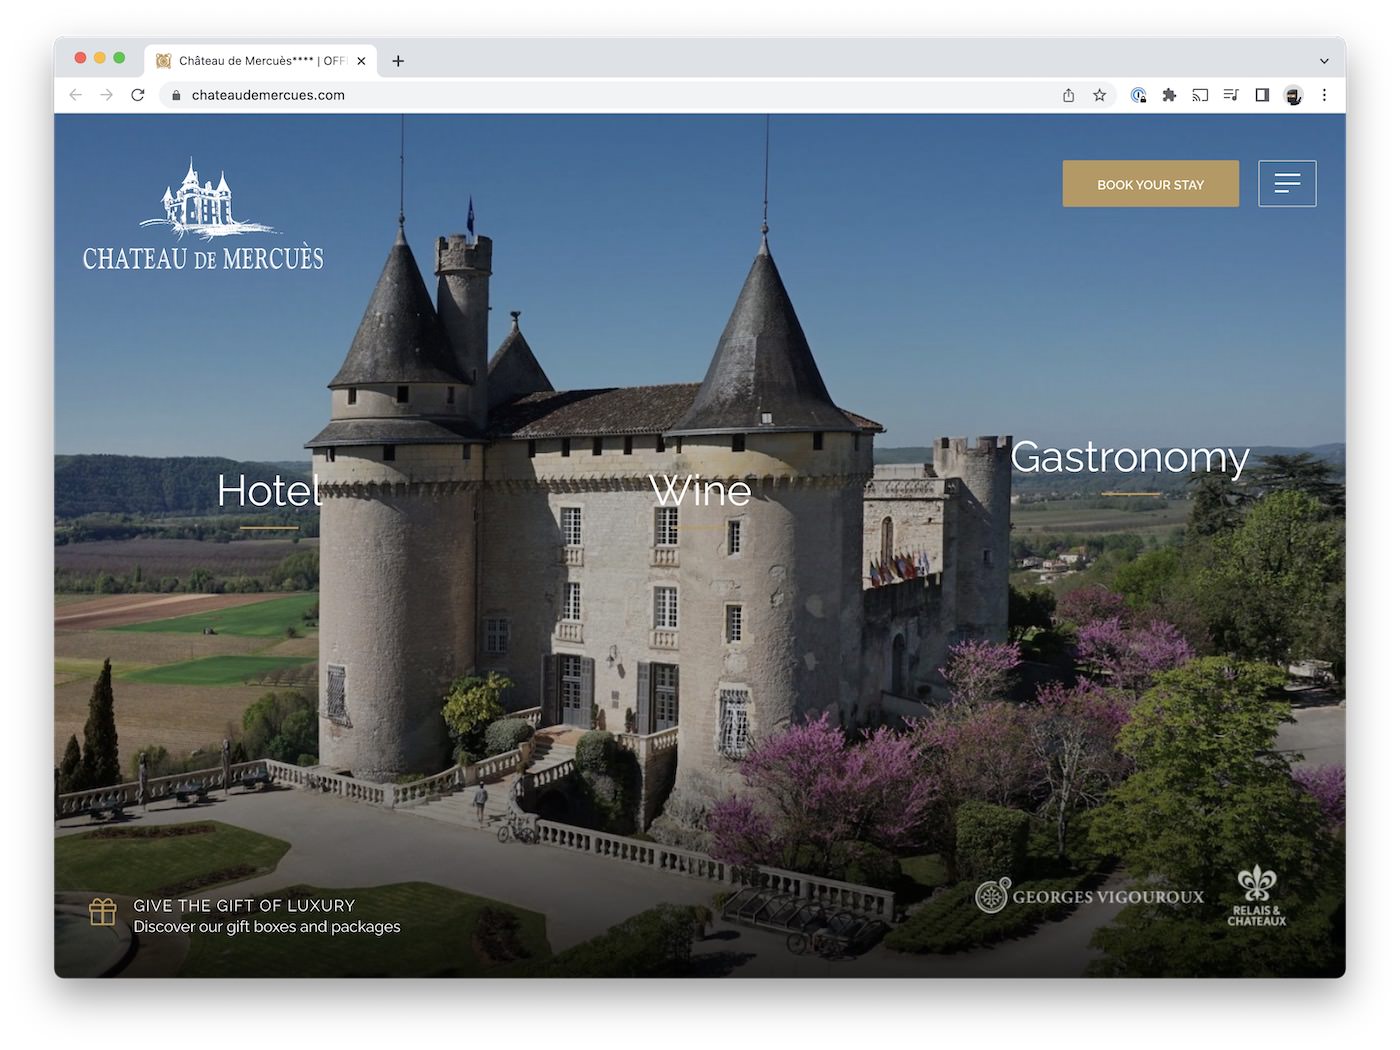 Château de Mercuès**** | OFF
chateaudemercues.com
CHATEAU DE MERCUÈS
BOOK YOUR STAY
Hotel
Wine
Gastronomy
GIVE THE GIFT OF LUXURY
Discover our gift boxes and packages
GEORGES VIGOUROUX
RELAIS &
CHATEAUX